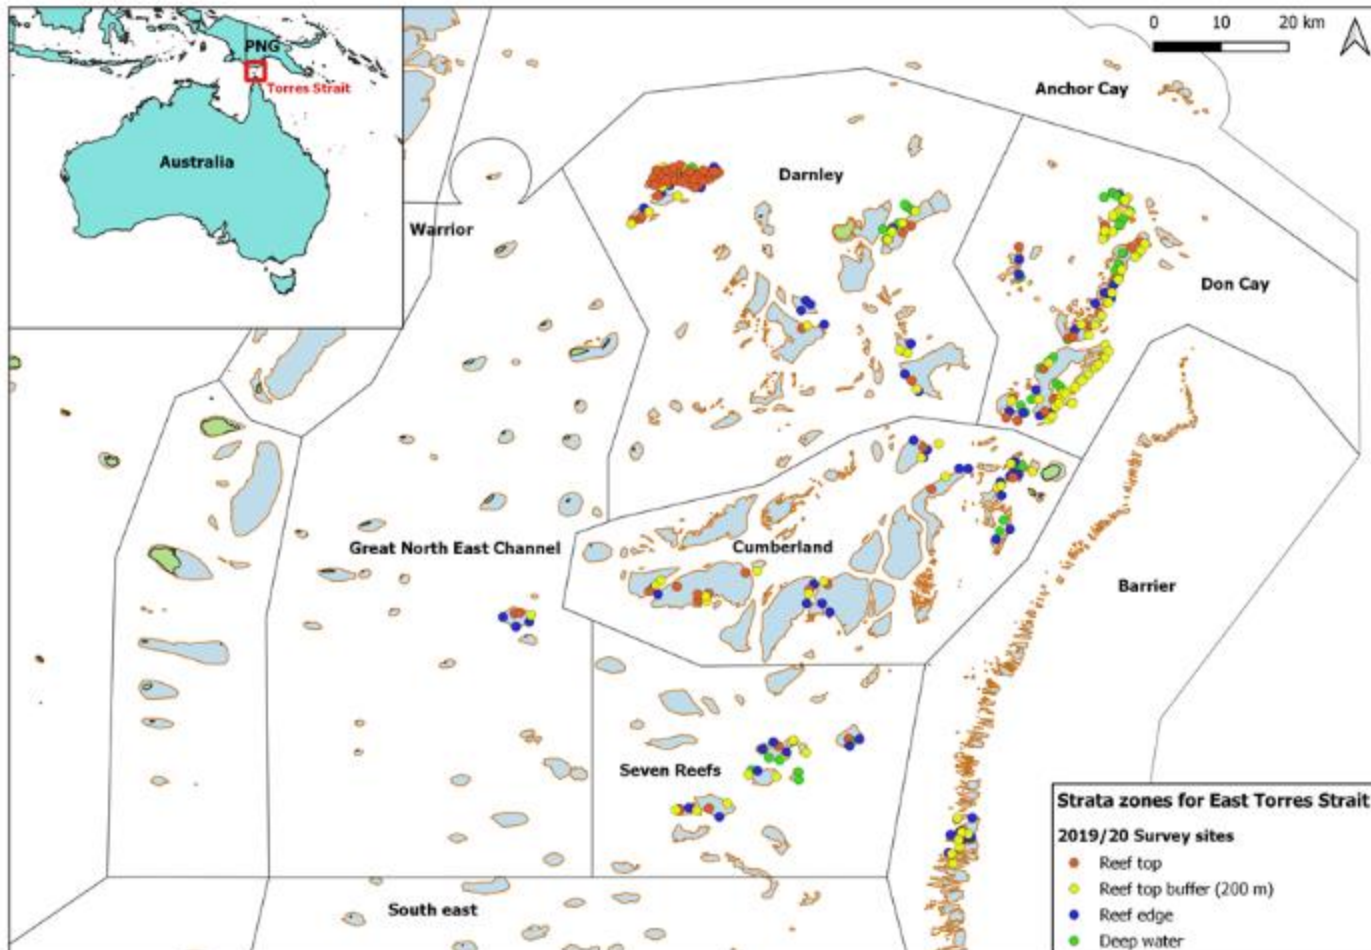 PNG
Torres Strait
Australia
0 10 20 km
Anchor Cay
Darnley
Warrior
Don Cay
Great North East Channel
Cumberland
Barrier
Seven Reefs
South east
Strata zones for East Torres Strait
2019/20 Survey sites
Reef top
Reef top buffer (200 m)
Reef edge
Deep water